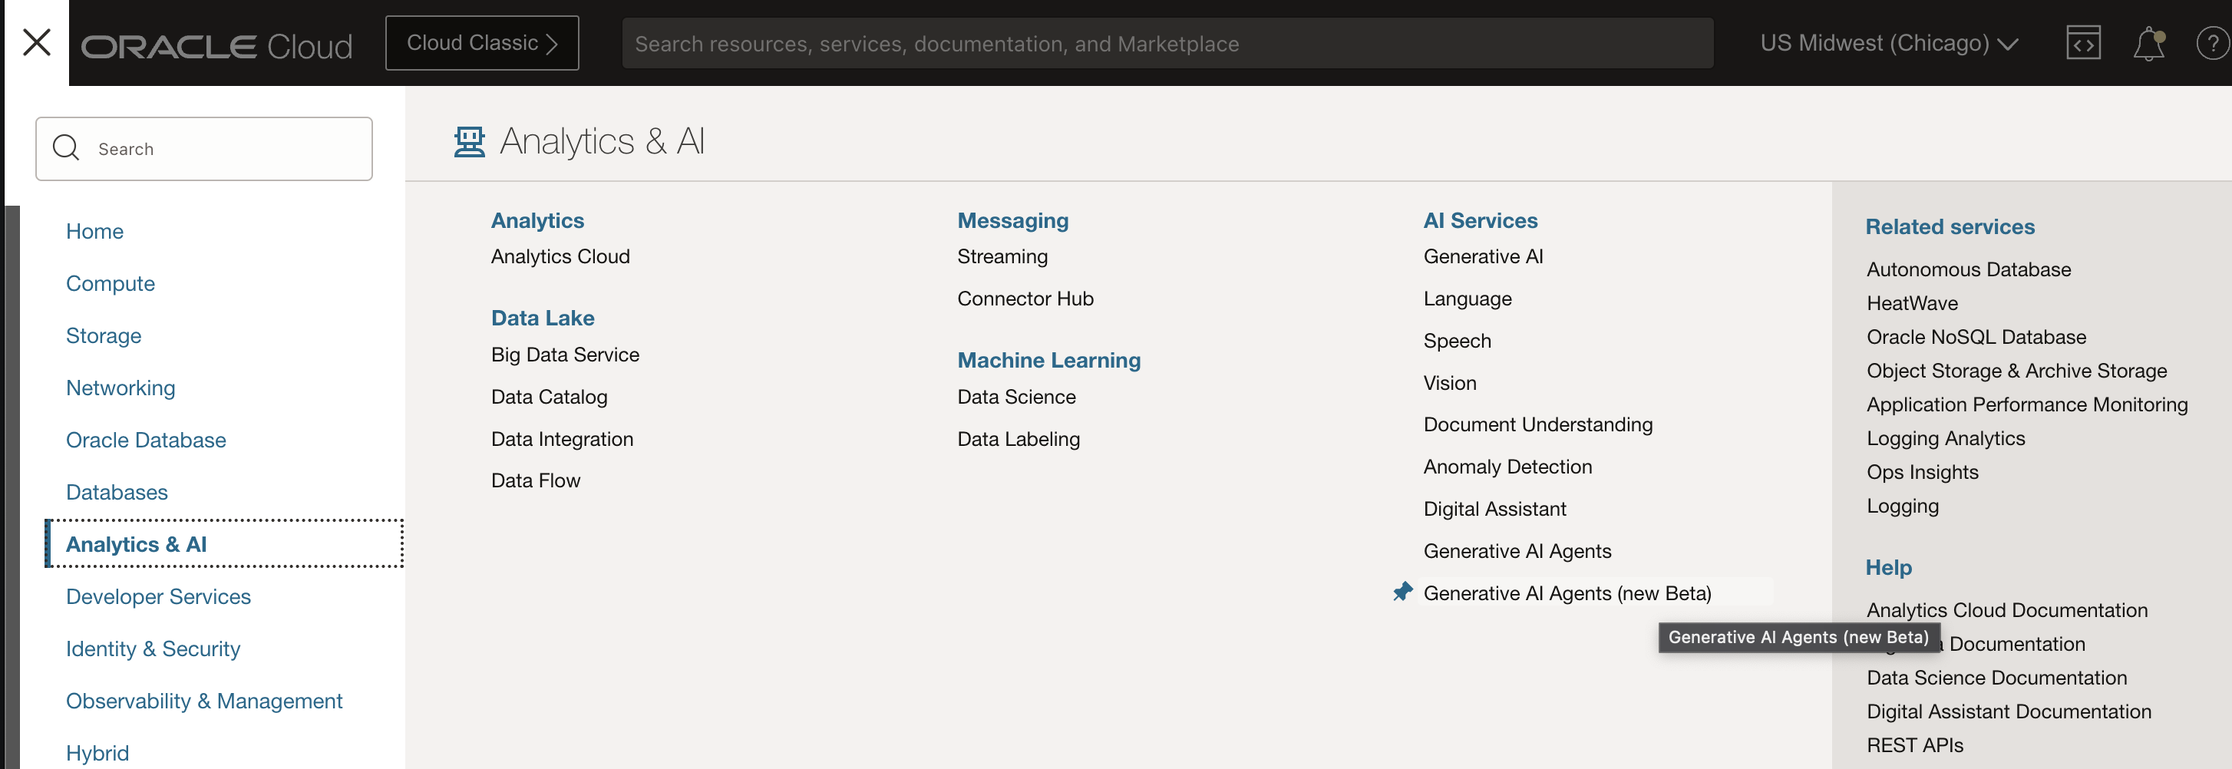 ORACLE Cloud
Cloud Classic
Search resources, services, documentation, and Marketplace
US Midwest (Chicago)
?
Search
Home
Compute
Storage
Networking
Oracle Database
Databases
Analytics & AI
Developer Services
Identity & Security
Observability & Management
Hybrid
Analytics & AI
Analytics
Analytics Cloud
Data Lake
Big Data Service
Data Catalog
Data Integration
Data Flow
Messaging
Streaming
Connector Hub
Machine Learning
Data Science
Data Labeling
AI Services
Generative AI
Language
Speech
Vision
Document Understanding
Anomaly Detection
Digital Assistant
Generative AI Agents
Generative AI Agents (new Beta)
Generative AI Agents (new Beta)
Related services
Autonomous Database
HeatWave
Oracle NoSQL Database
Object Storage & Archive Storage
Application Performance Monitoring
Logging Analytics
Ops Insights
Logging
Help
Analytics Cloud Documentation
Documentation
Data Science Documentation
Digital Assistant Documentation
REST APIs